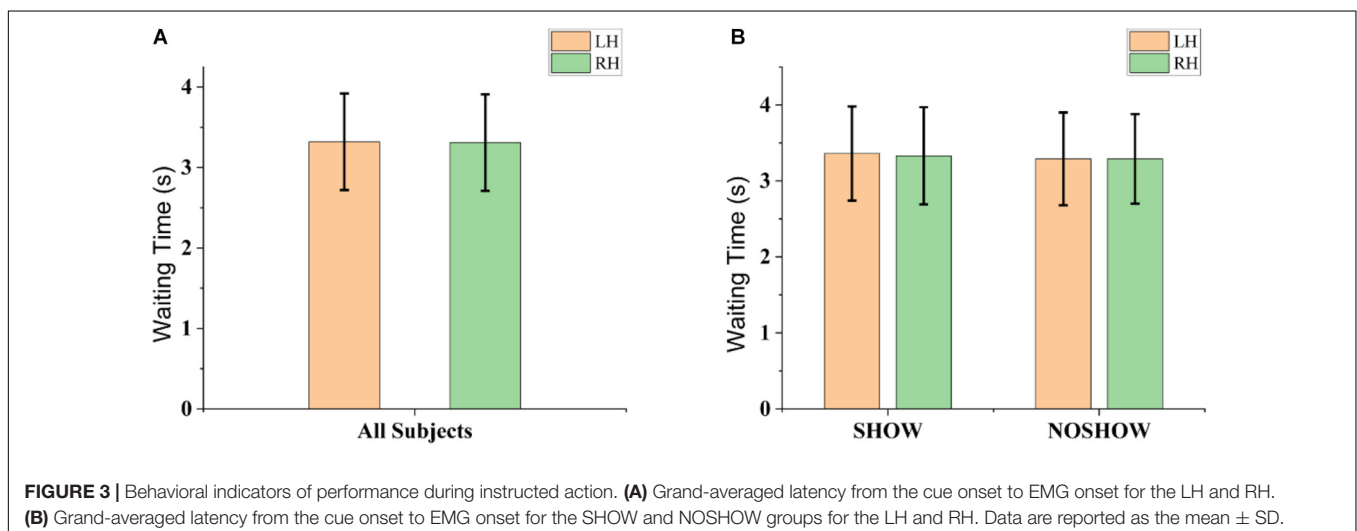 A
LH
RH
4
3
2
1
0
Waiting Time (s)
All Subjects
B
LH
RH
4
3
2
1
0
Waiting Time (s)
SHOW NOSHOW
FIGURE 3 | Behavioral indicators of performance during instructed action. (A) Grand-averaged latency from the cue onset to EMG onset for the LH and RH.
(B) Grand-averaged latency from the cue onset to EMG onset for the SHOW and NOSHOW groups for the LH and RH. Data are reported as the mean ± SD.